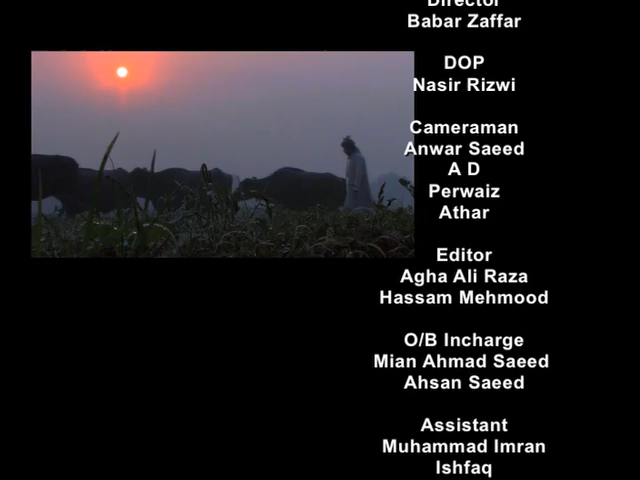 Director
Babar Zaffar
DOP
Nasir Rizwi
Cameraman
Anwar Saeed
A D
Perwaiz
Athar
Editor
Agha Ali Raza
Hassam Mehmood
O/B Incharge
Mian Ahmad Saeed
Ahsan Saeed
Assistant
Muhammad Imran
Ishfaq